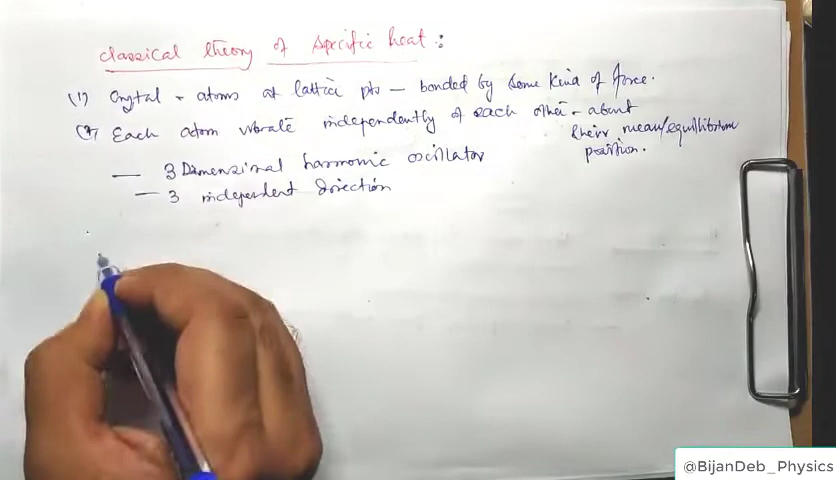 classical theory of specific heat :
(1) Crystal - atoms at lattice pts — bonded by some kind of force.
(2) Each atom vibrate independently of each other - about
their mean/equilibrium
position.
— 3 Dimensional harmonic oscillator
— 3 independent direction
@BijanDeb_Physics